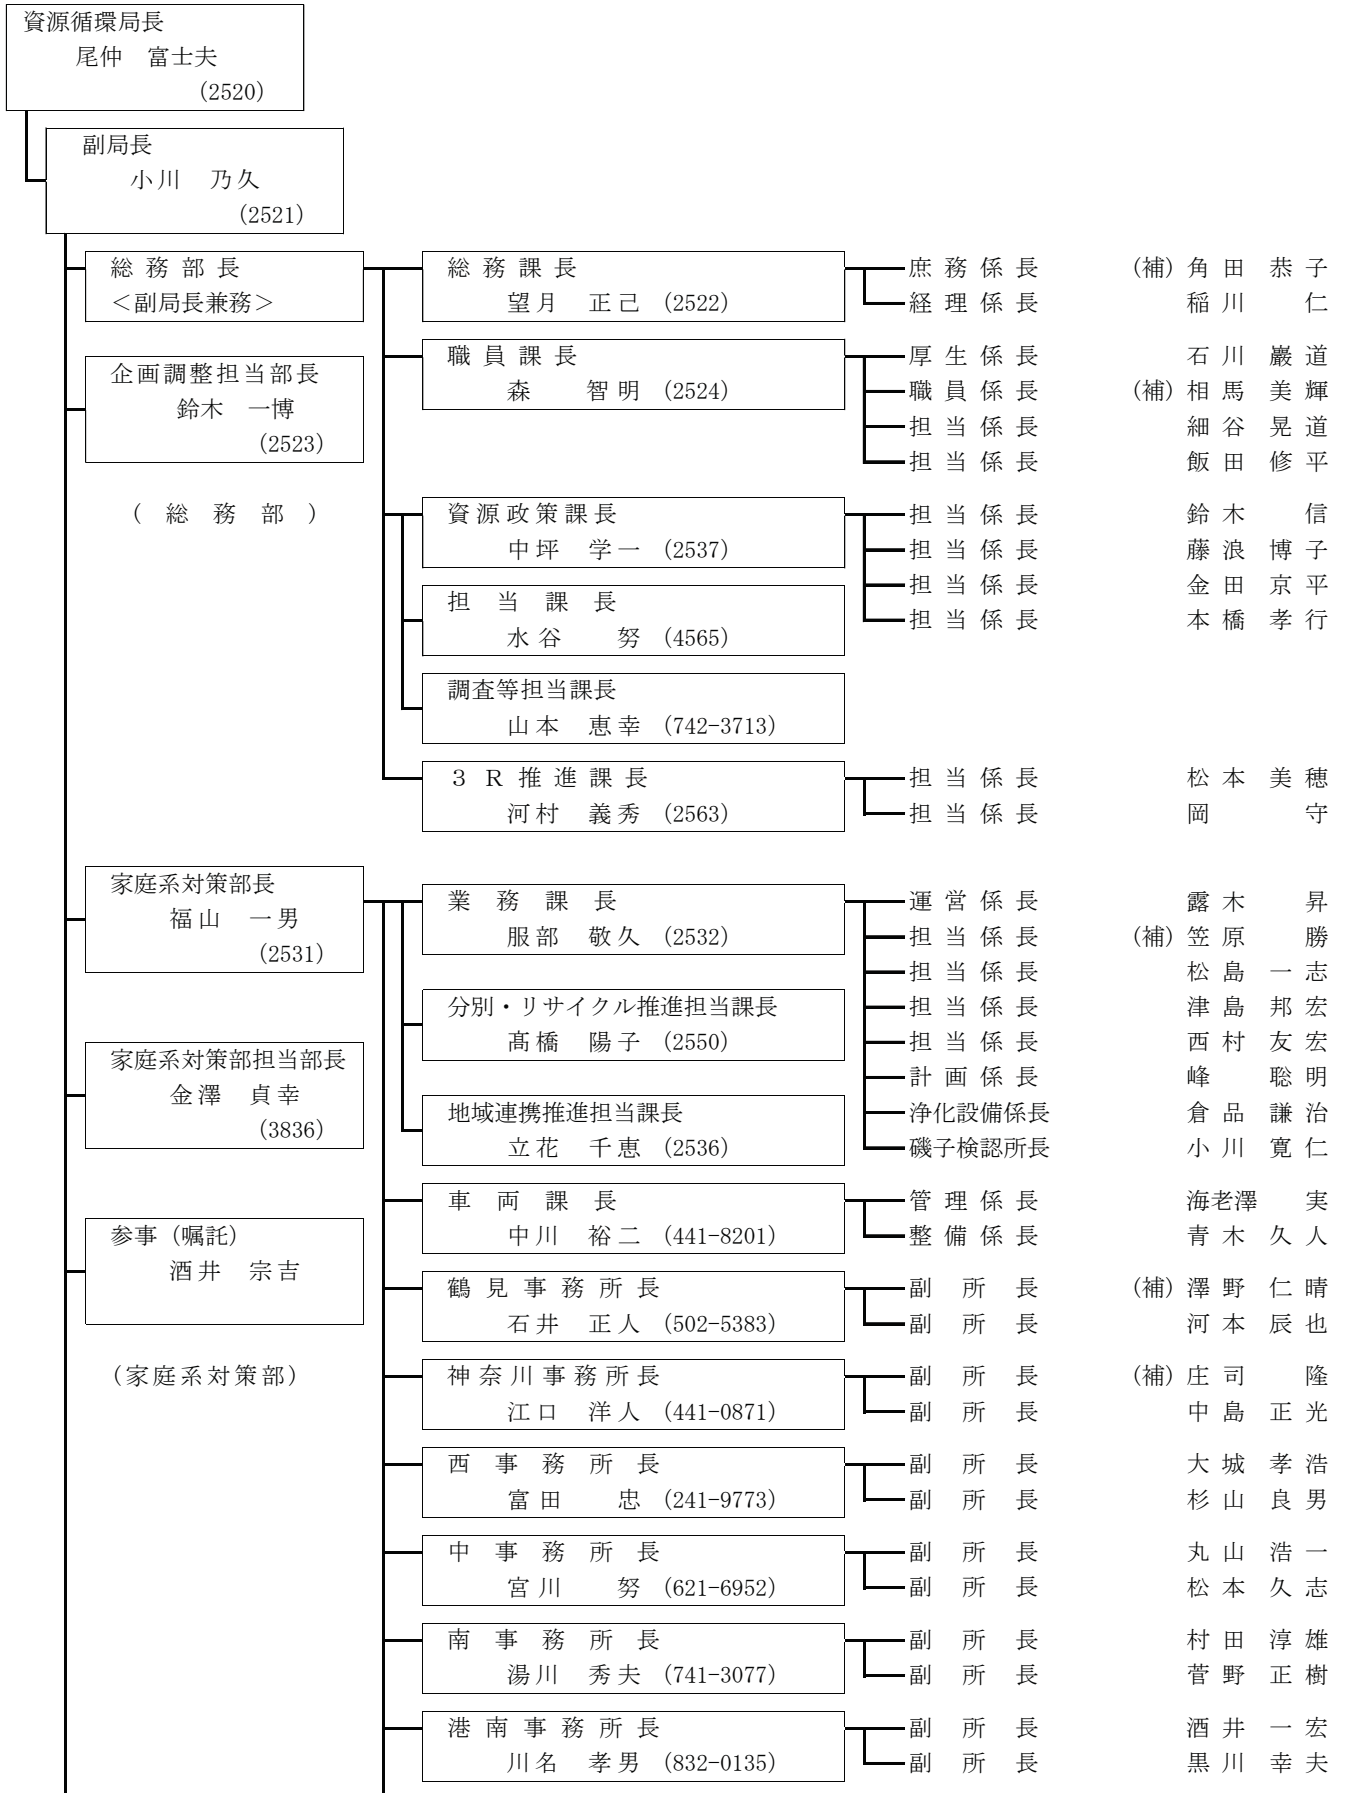 資源循環局長
尾仲　富士夫
(2520)
副局長
小川　乃久
(2521)
総務部長
＜副局長兼務＞
総務課長
望月　正己 (2522)
庶務係長　(補) 角田　恭子
経理係長　稲川　仁
企画調整担当部長
鈴木　一博
(2523)
職員課長
森　智明 (2524)
厚生係長　石川　巖道
職員係長　(補) 相馬　美輝
担当係長　細谷　晃道
担当係長　飯田　修平
(　総　務　部　)
資源政策課長
中坪　学一 (2537)
担当係長　鈴木　信
担当係長　藤浪　博子
担当係長　金田　京平
担当係長　本橋　孝行
担当課長
水谷　努 (4565)
調査等担当課長
山本　恵幸 (742-3713)
３Ｒ推進課長
河村　義秀 (2563)
担当係長　松本　美穂
担当係長　岡　守
家庭系対策部長
福山　一男
(2531)
業務課長
服部　敬久 (2532)
運営係長　露木　昇
担当係長　(補) 笠原　勝
担当係長　松島　一志
担当係長　津島　邦宏
担当係長　西村　友宏
計画係長　峰　聡明
浄化設備係長　倉品　謙治
磯子検認所長　小川　寛仁
分別・リサイクル推進担当課長
髙橋　陽子 (2550)
家庭系対策部担当部長
金澤　貞幸
(3836)
地域連携推進担当課長
立花　千恵 (2536)
車両課長
中川　裕二 (441-8201)
管理係長　海老澤　実
整備係長　青木　久人
参事（嘱託）
酒井　宗吉
鶴見事務所長
石井　正人 (502-5383)
副所長　(補) 澤野　仁晴
副所長　河本　辰也
（家庭系対策部）
神奈川事務所長
江口　洋人 (441-0871)
副所長　(補) 庄司　隆
副所長　中島　正光
西事務所長
富田　忠 (241-9773)
副所長　大城　孝浩
副所長　杉山　良男
中事務所長
宮川　努 (621-6952)
副所長　丸山　浩一
副所長　松本　久志
南事務所長
湯川　秀夫 (741-3077)
副所長　村田　淳雄
副所長　菅野　正樹
港南事務所長
川名　孝男 (832-0135)
副所長　酒井　一宏
副所長　黒川　幸夫